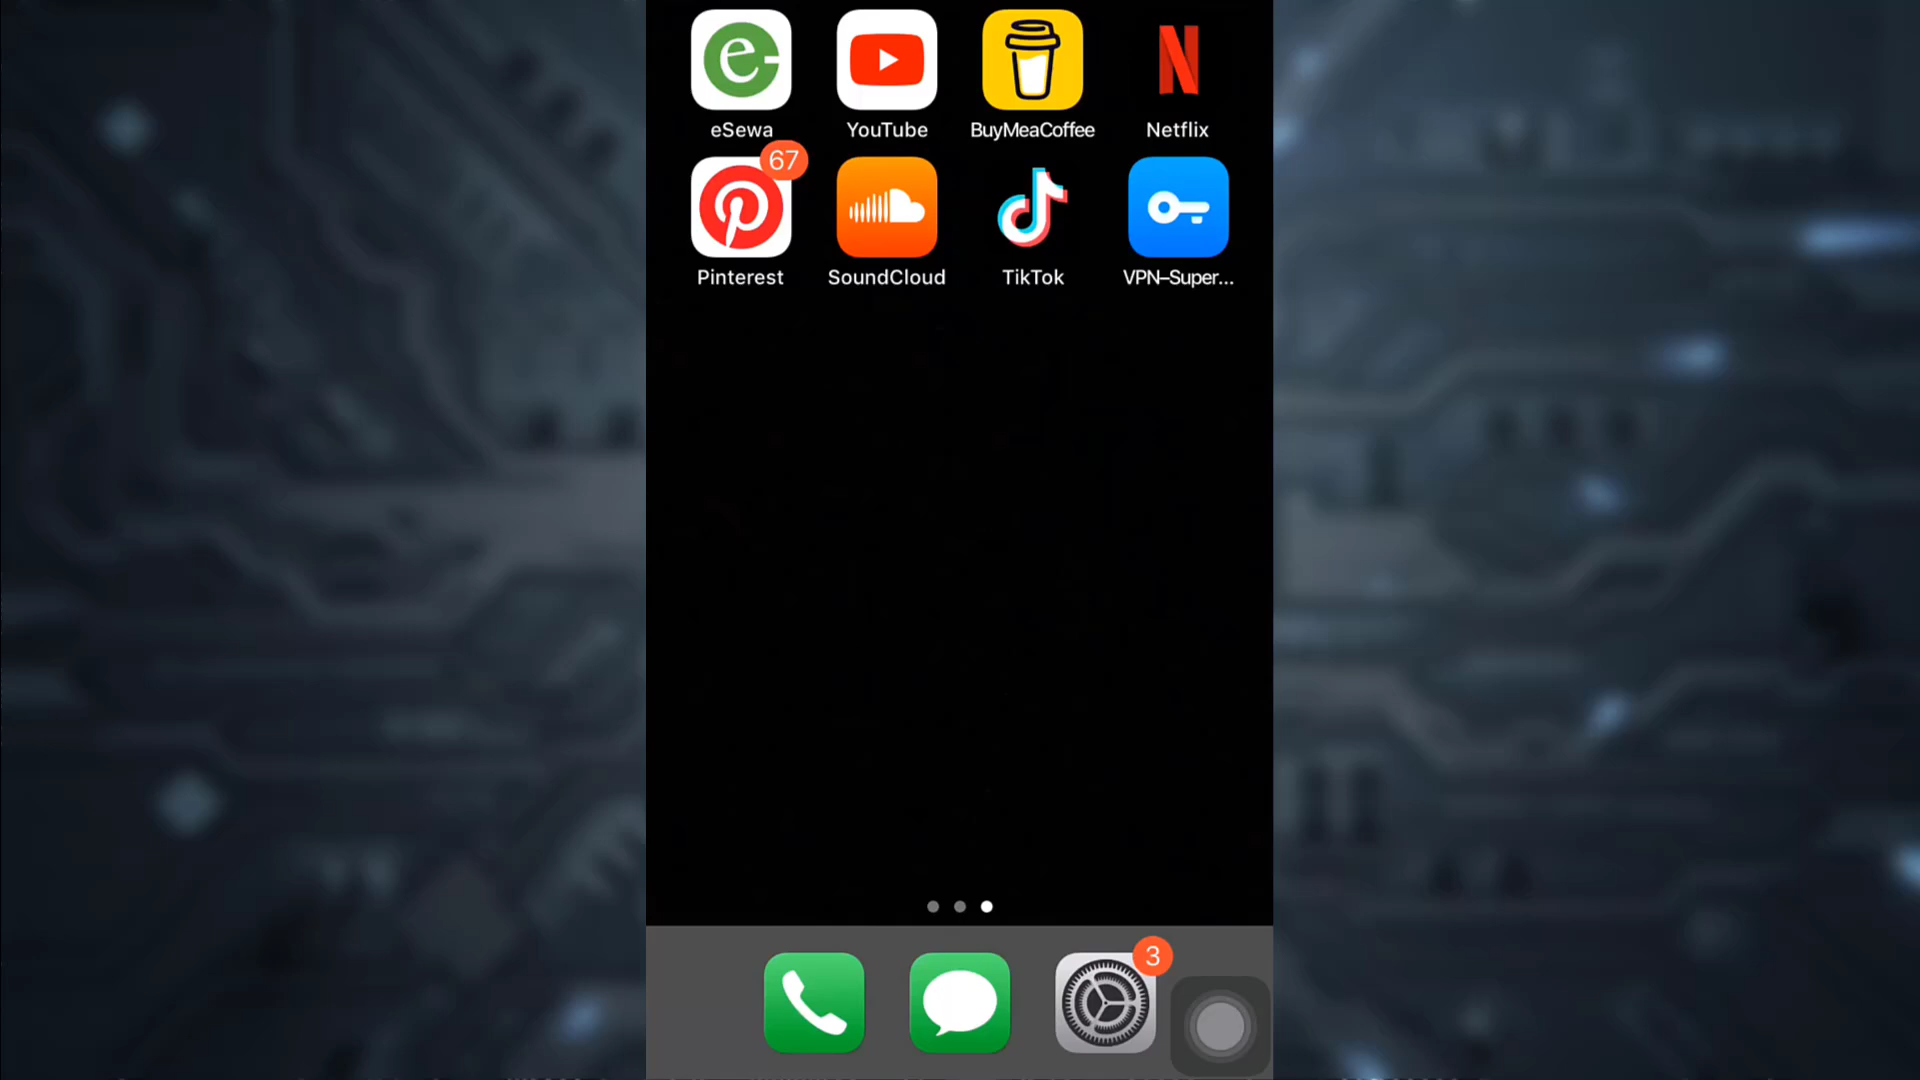 eSewa YouTube BuyMeaCoffee Netflix
67
Pinterest SoundCloud TikTok VPN–Super...
3